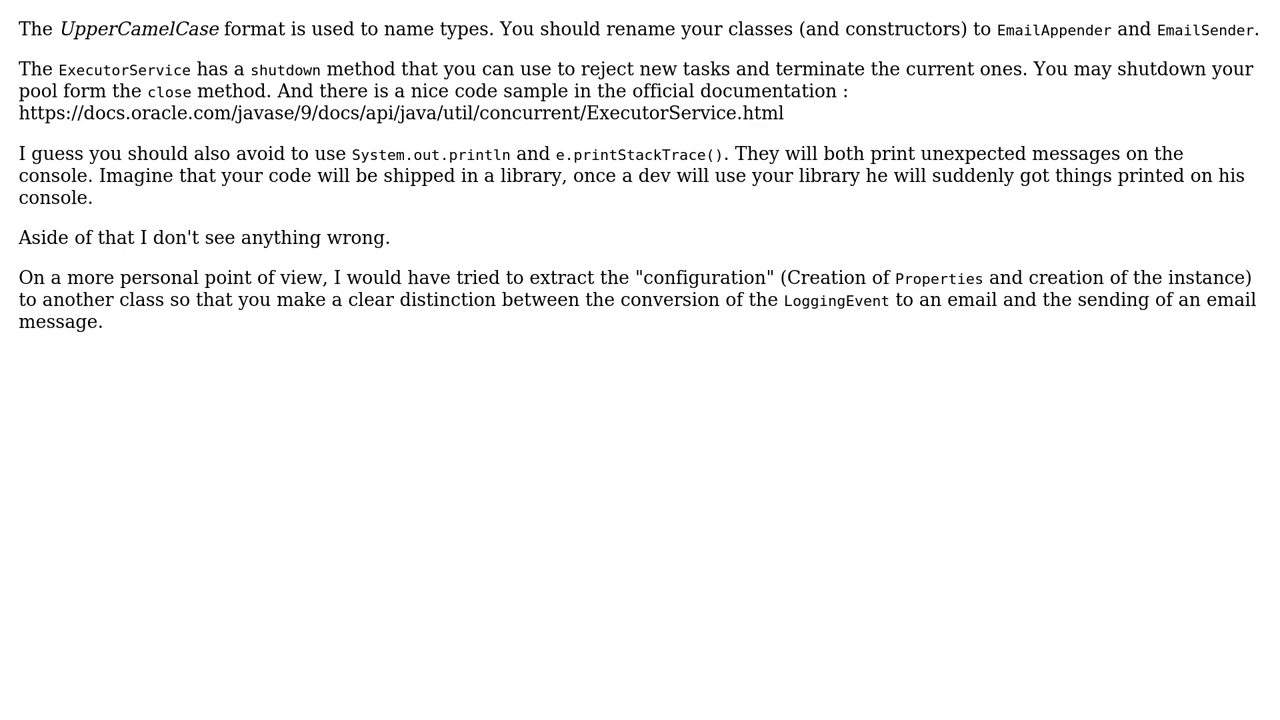 The UpperCamelCase format is used to name types. You should rename your classes (and constructors) to EmailAppender and EmailSender.
The ExecutorService has a shutdown method that you can use to reject new tasks and terminate the current ones. You may shutdown your
pool form the close method. And there is a nice code sample in the official documentation :
https://docs.oracle.com/javase/9/docs/api/java/util/concurrent/ExecutorService.html
I guess you should also avoid to use System.out.println and e.printStackTrace(). They will both print unexpected messages on the
console. Imagine that your code will be shipped in a library, once a dev will use your library he will suddenly got things printed on his
console.
Aside of that I don't see anything wrong.
On a more personal point of view, I would have tried to extract the "configuration" (Creation of Properties and creation of the instance)
to another class so that you make a clear distinction between the conversion of the LoggingEvent to an email and the sending of an email
message.